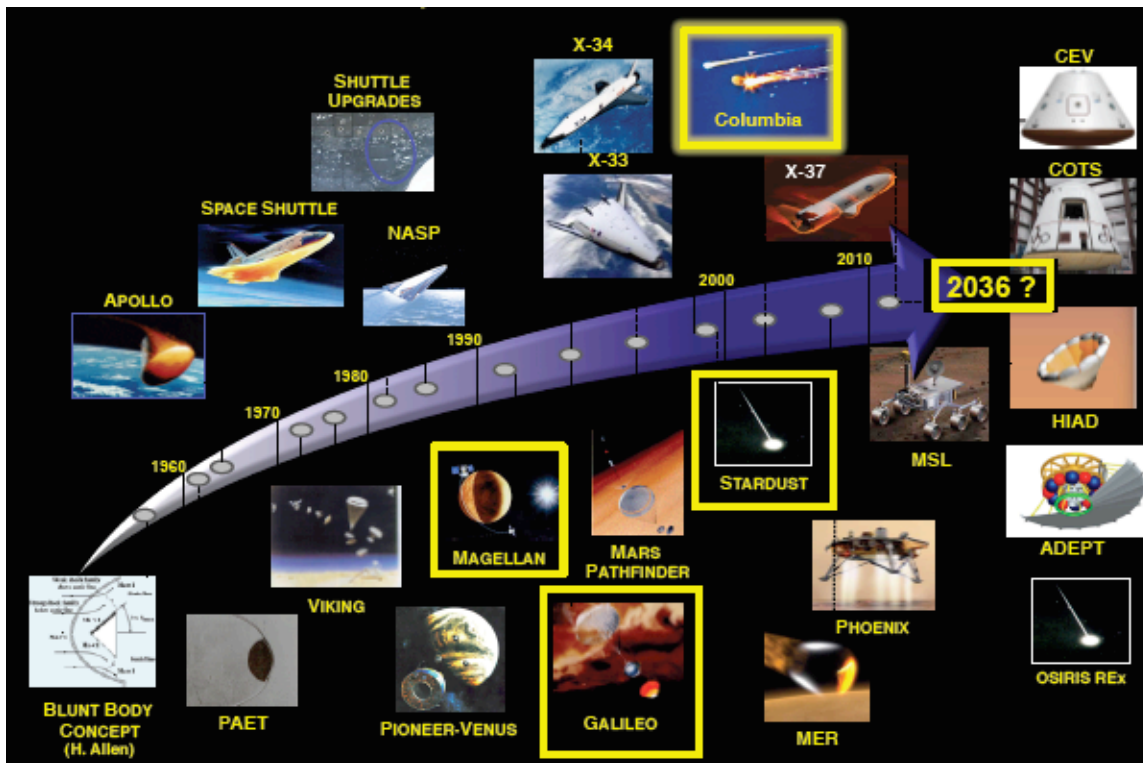 X-34
CEV
SHUTTLE
UPGRADES
Columbia
X-33
X-37
COTS
SPACE SHUTTLE
NASP
2010
2000
2036 ?
APOLLO
1990
1980
HIAD
1970
MSL
1960
STARDUST
ADEPT
MAGELLAN
MARS
PATHFINDER
VIKING
PHOENIX
OSIRIS REX
BLUNT BODY
CONCEPT
(H. Allen)
PAET
PIONEER-VENUS
GALILEO
MER